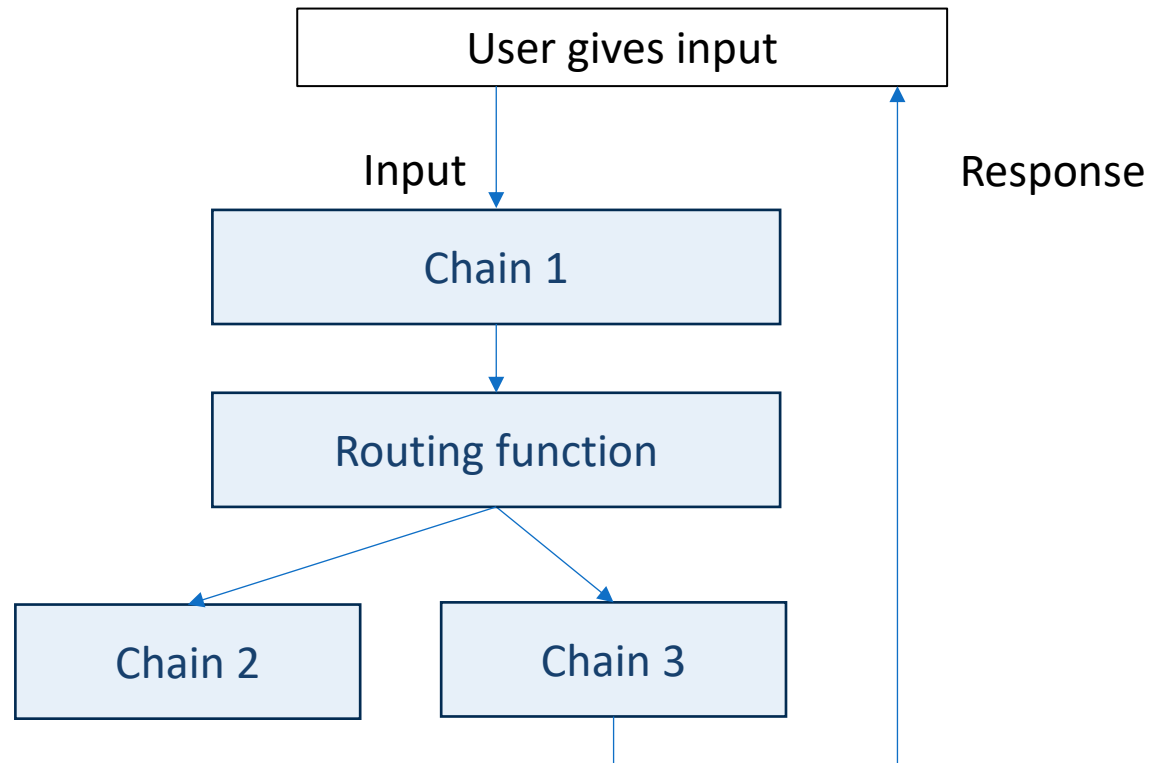 User gives input
Input
Response
Chain 1
Routing function
Chain 2
Chain 3